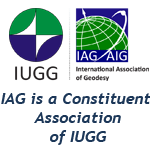 IUGG
IAG AIG
International Association
of Geodesy
IAG is a Constituent
Association
of IUGG